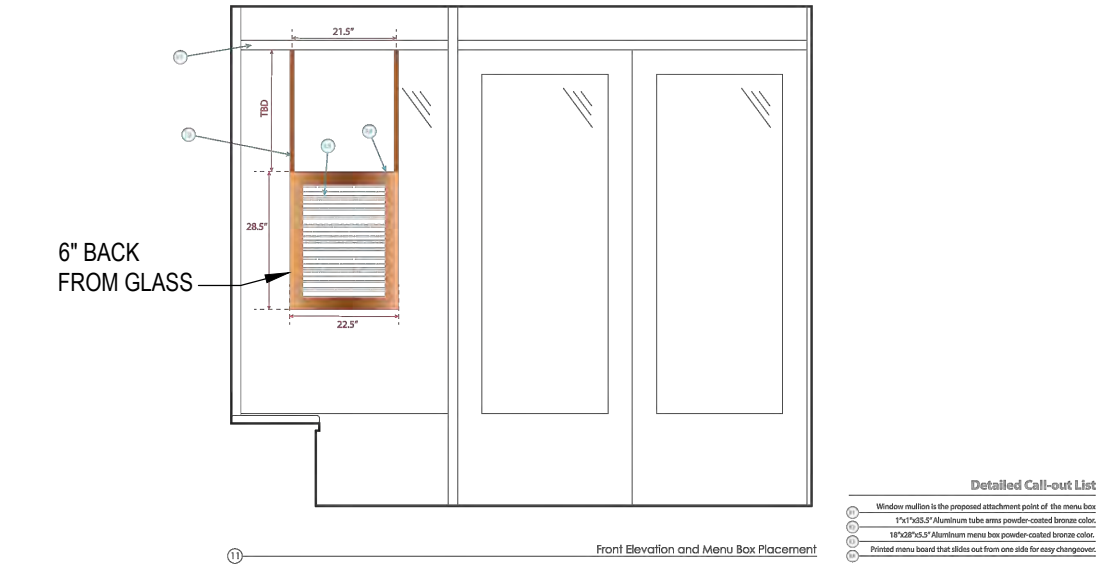 21.5"
TBD
28.5"
6" BACK
FROM GLASS
22.5"
Detailed Call-out List
Window mullion is the proposed attachment point of the menu box
1"x1"x35.5" Aluminum tube arms powder-coated bronze color.
18"x28"x5.5" Aluminum menu box powder-coated bronze color.
Printed menu board that slides out from one side for easy changeover.
11
Front Elevation and Menu Box Placement